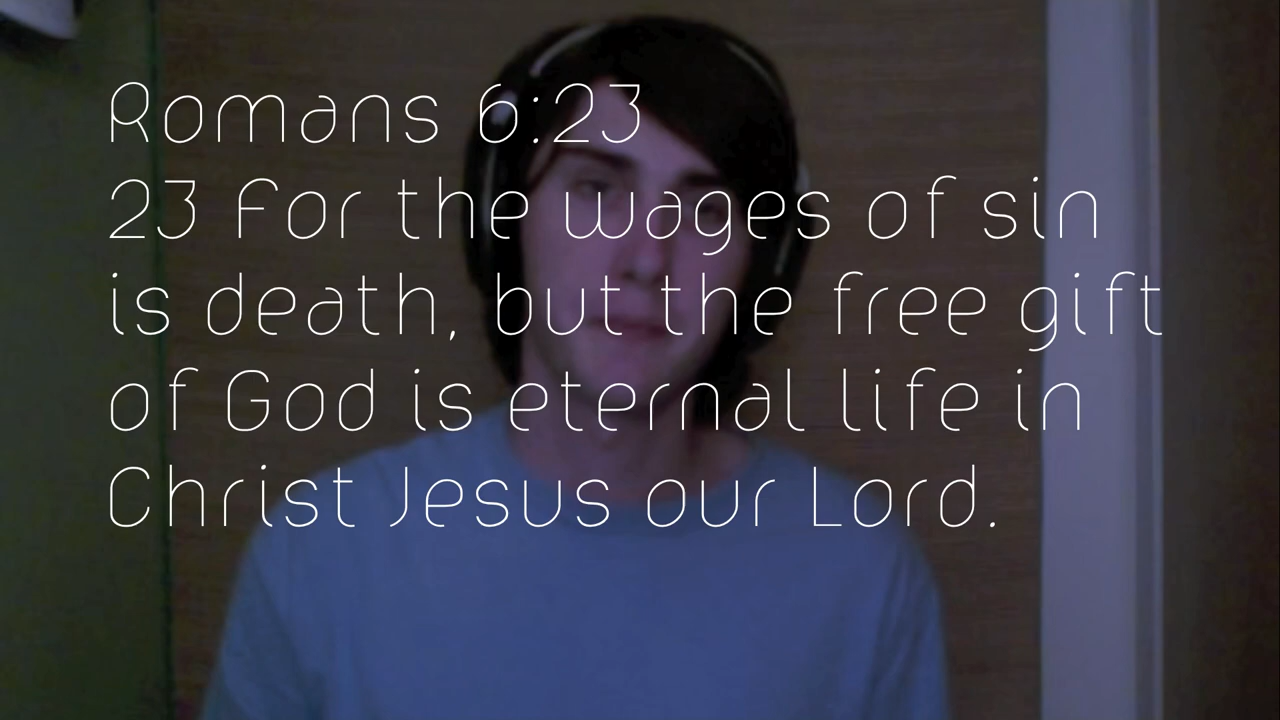 Romans 6:23
23 For the wages of sin
is death, but the free gift
of God is eternal life in
Christ Jesus our Lord.